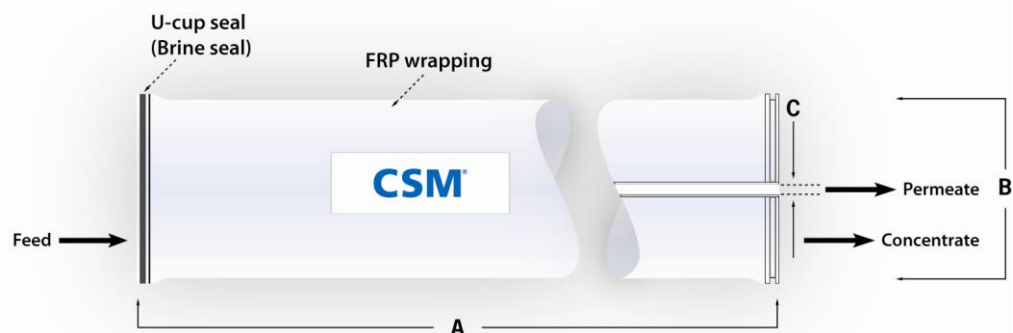 U-cup seal
(Brine seal)
FRP wrapping
C
CSM®
Permeate
B
Feed
Concentrate
A